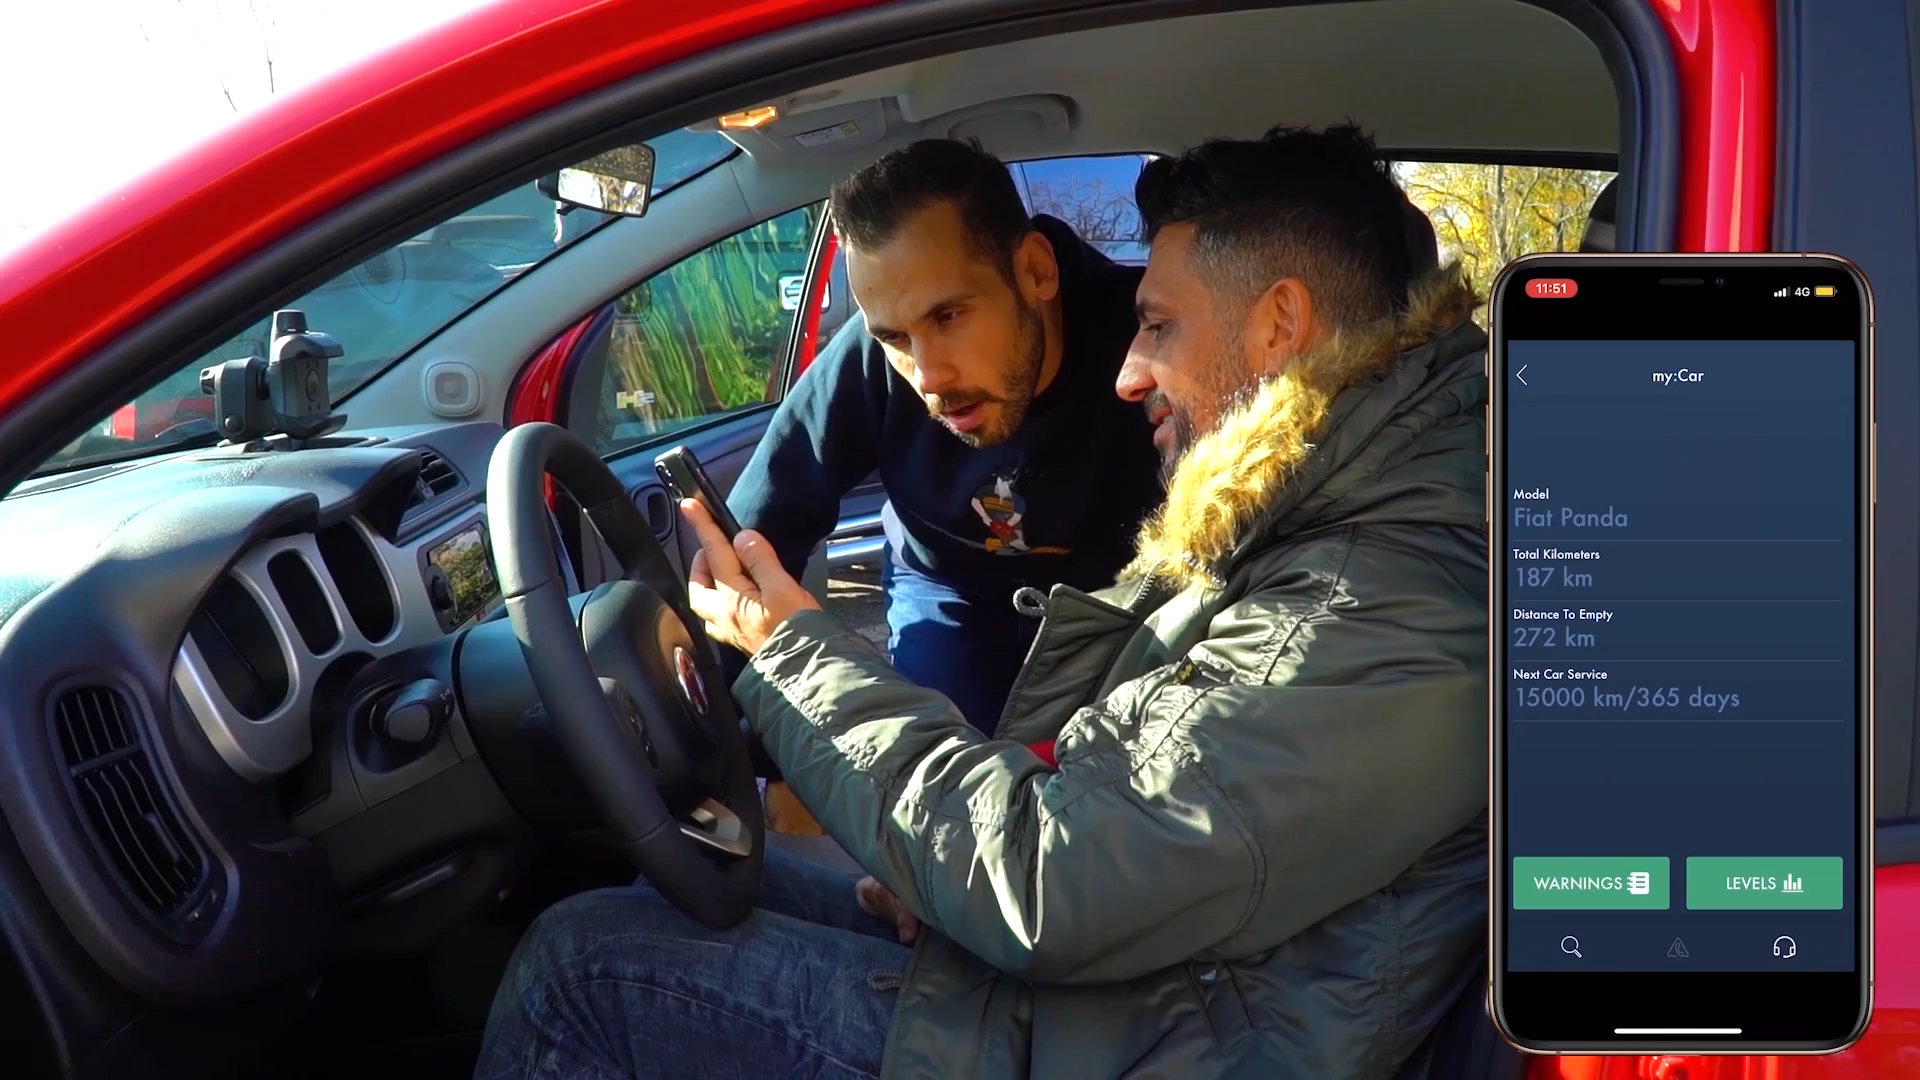 11:51
4G
my:Car
Model
Fiat Panda
Total Kilometers
187 km
Distance To Empty
272 km
Next Car Service
15000 km/365 days
WARNINGS
LEVELS